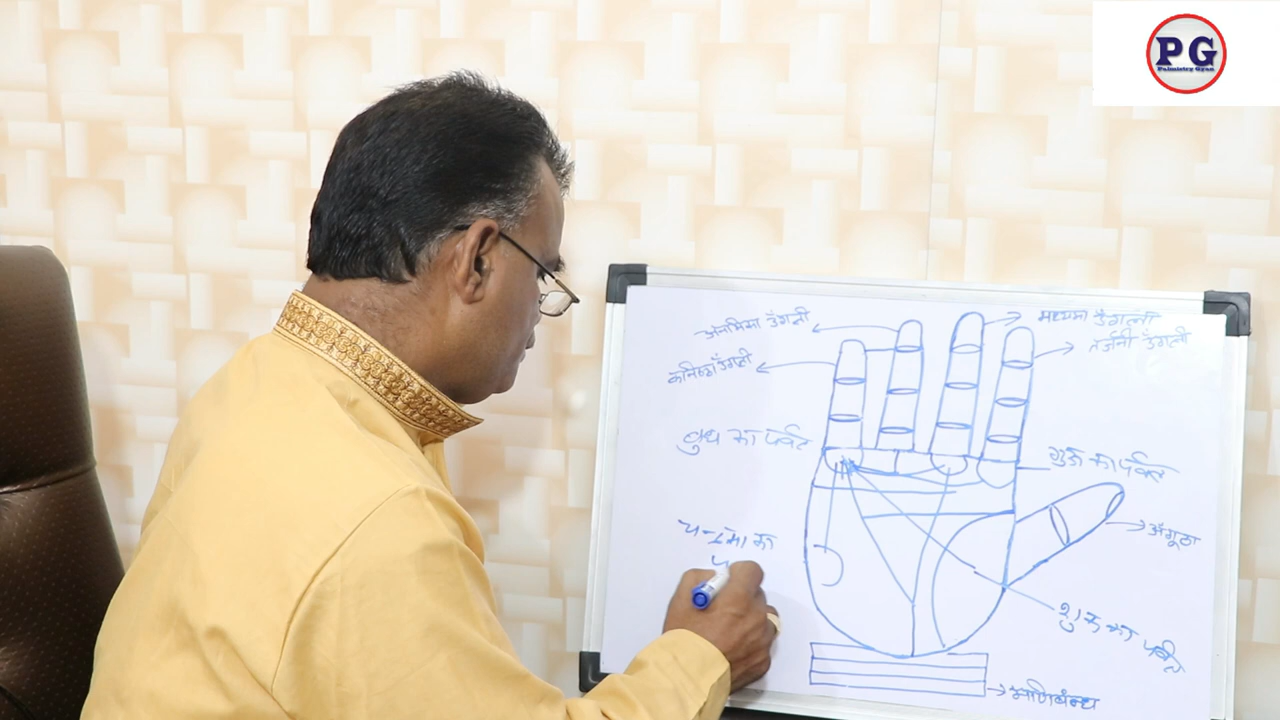 PG
Palmistry Gyan
अनामिका उंगली
मध्यमा उंगली
तर्जनी उंगली
कनिष्ठा उंगली
बुध का पर्वत
गुरु का पर्वत
अंगूठा
चन्द्रमा का
प
शुक्र का पर्वत
मणिबन्ध